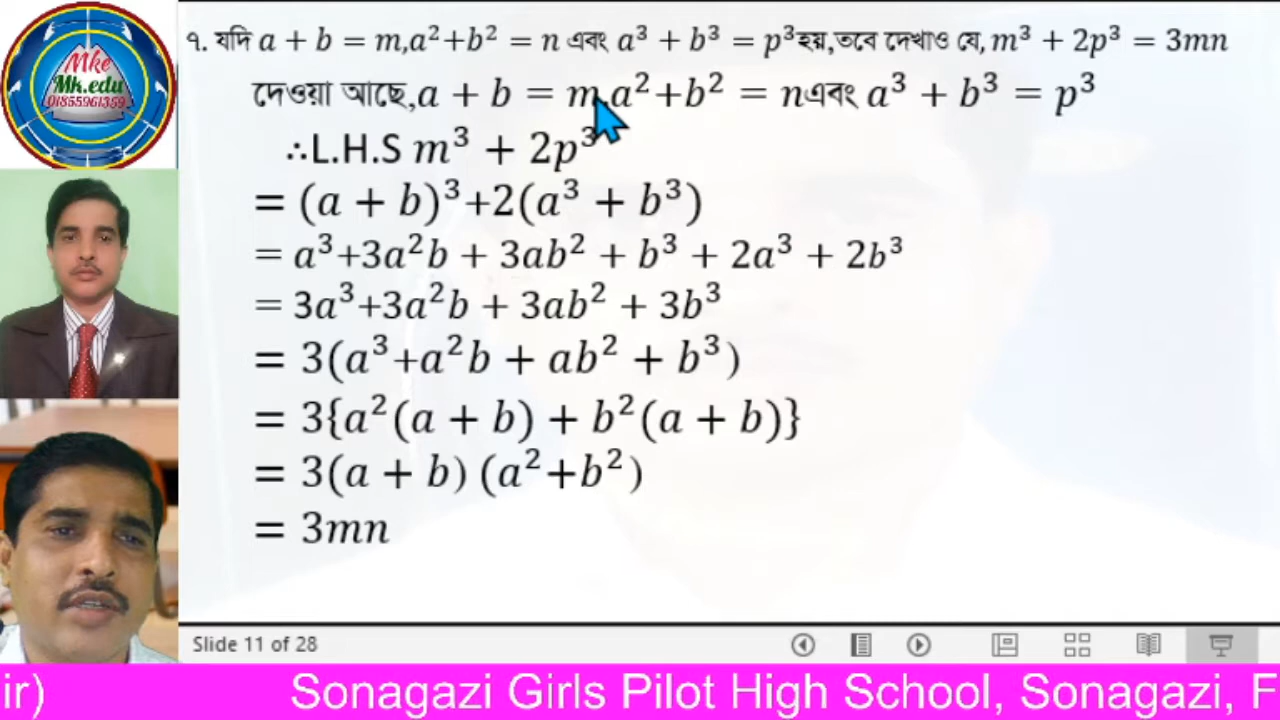 Mke
Mk.edu
01855961359
৭. যদি a + b = m,a²+b² = n এবং a³ + b³ = p³হয়,তবে দেখাও যে, m³ + 2p³ = 3mn
দেওয়া আছে,a + b = m,a²+b² = nএবং a³ + b³ = p³
∴L.H.S m³ + 2p³
= (a + b)³+2(a³ + b³)
= a³+3a²b + 3ab² + b³ + 2a³ + 2b³
= 3a³+3a²b + 3ab² + 3b³
= 3(a³+a²b + ab² + b³)
= 3{a²(a + b) + b²(a + b)}
= 3(a + b) (a²+b²)
= 3mn
Slide 11 of 28
ir) Sonagazi Girls Pilot High School, Sonagazi, F